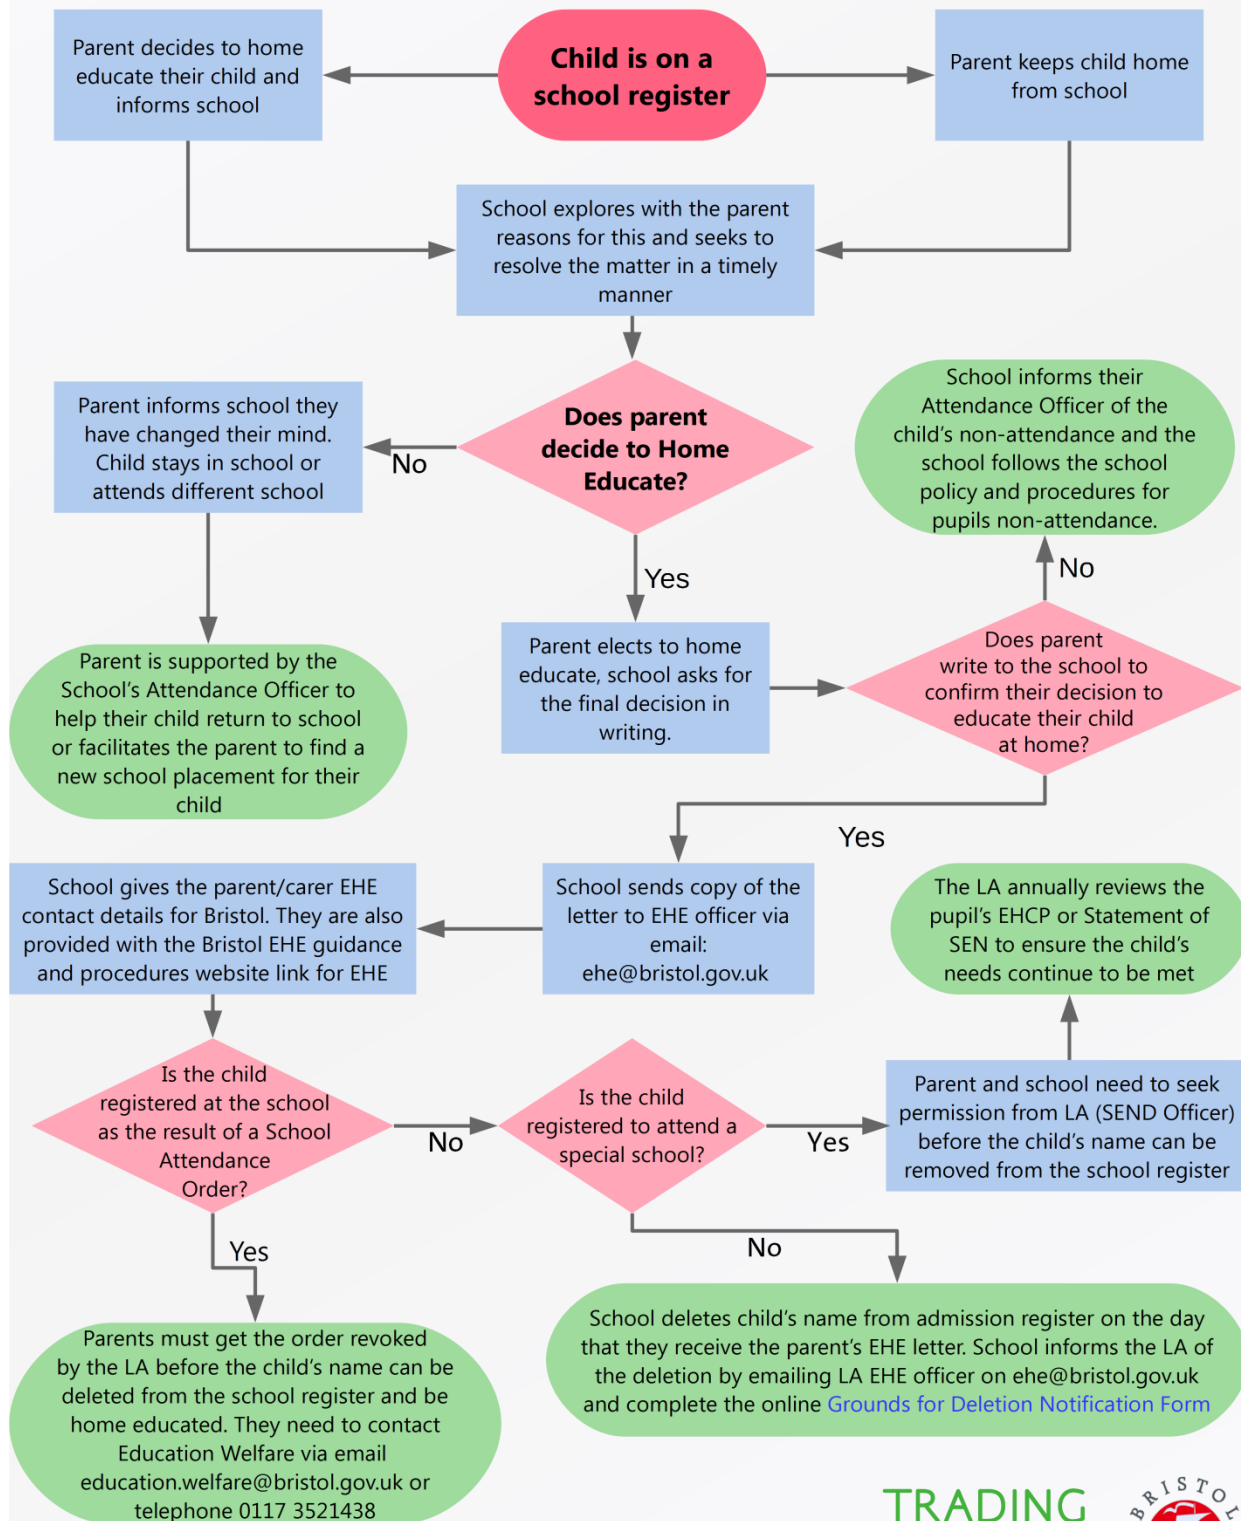 Parent decides to home
educate their child and
informs school
Child is on a
school register
Parent keeps child home
from school
School explores with the parent
reasons for this and seeks to
resolve the matter in a timely
manner
Parent informs school they
have changed their mind.
Child stays in school or
attends different school
No
Does parent
decide to Home
Educate?
School informs their
Attendance Officer of the
child's non-attendance and the
school follows the school
policy and procedures for
pupils non-attendance.
No
Yes
Parent is supported by the
School's Attendance Officer to
help their child return to school
or facilitates the parent to find a
new school placement for their
child
Parent elects to home
educate, school asks for
the final decision in
writing.
Does parent
write to the school to
confirm their decision to
educate their child
at home?
Yes
School gives the parent/carer EHE
contact details for Bristol. They are also
provided with the Bristol EHE guidance
and procedures website link for EHE
School sends copy of the
letter to EHE officer via
email:
ehe@bristol.gov.uk
The LA annually reviews the
pupil's EHCP or Statement of
SEN to ensure the child's
needs continue to be met
Is the child
registered at the school
as the result of a School
Attendance
Order?
No
Is the child
registered to attend a
special school?
Yes
Parent and school need to seek
permission from LA (SEND Officer)
before the child's name can be
removed from the school register
Yes
No
Parents must get the order revoked
by the LA before the child's name can be
deleted from the school register and be
home educated. They need to contact
Education Welfare via email
education.welfare@bristol.gov.uk or
telephone 0117 3521438
School deletes child's name from admission register on the day
that they receive the parent's EHE letter. School informs the LA of
the deletion by emailing LA EHE officer on ehe@bristol.gov.uk
and complete the online Grounds for Deletion Notification Form
TRADING
BRISTOL